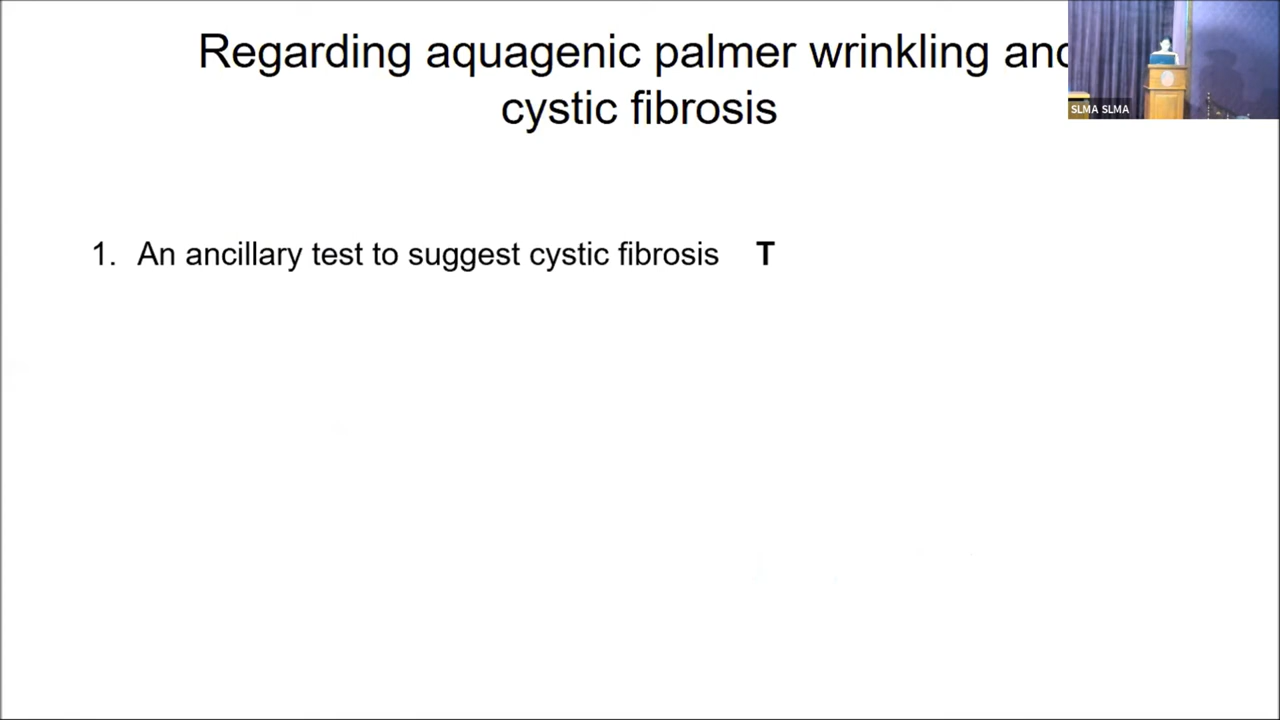 Regarding aquagenic palmer wrinkling and
cystic fibrosis
SLMA SLMA
1. An ancillary test to suggest cystic fibrosis T